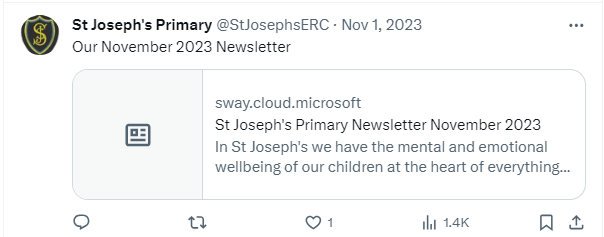 St Joseph's Primary @StJosephsERC · Nov 1, 2023
Our November 2023 Newsletter
sway.cloud.microsoft
St Joseph's Primary Newsletter November 2023
In St Joseph's we have the mental and emotional
wellbeing of our children at the heart of everything...
1 1.4K